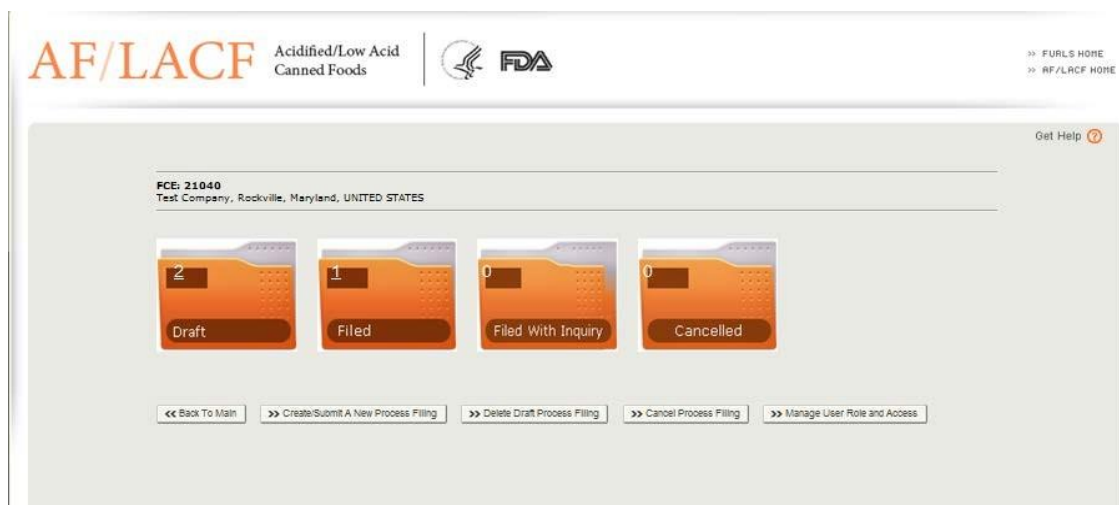 AF/LACF
Acidified/Low Acid
Canned Foods
FDA
>> FURLS HOME
>> AF/LACF HOME
Get Help ?
FCE: 21040
Test Company, Rockville, Maryland, UNITED STATES
2
Draft
1
Filed
0
Filed With Inquiry
0
Cancelled
<< Back To Main
>> Create/Submit A New Process Filing
>> Delete Draft Process Filing
>> Cancel Process Filing
>> Manage User Role and Access